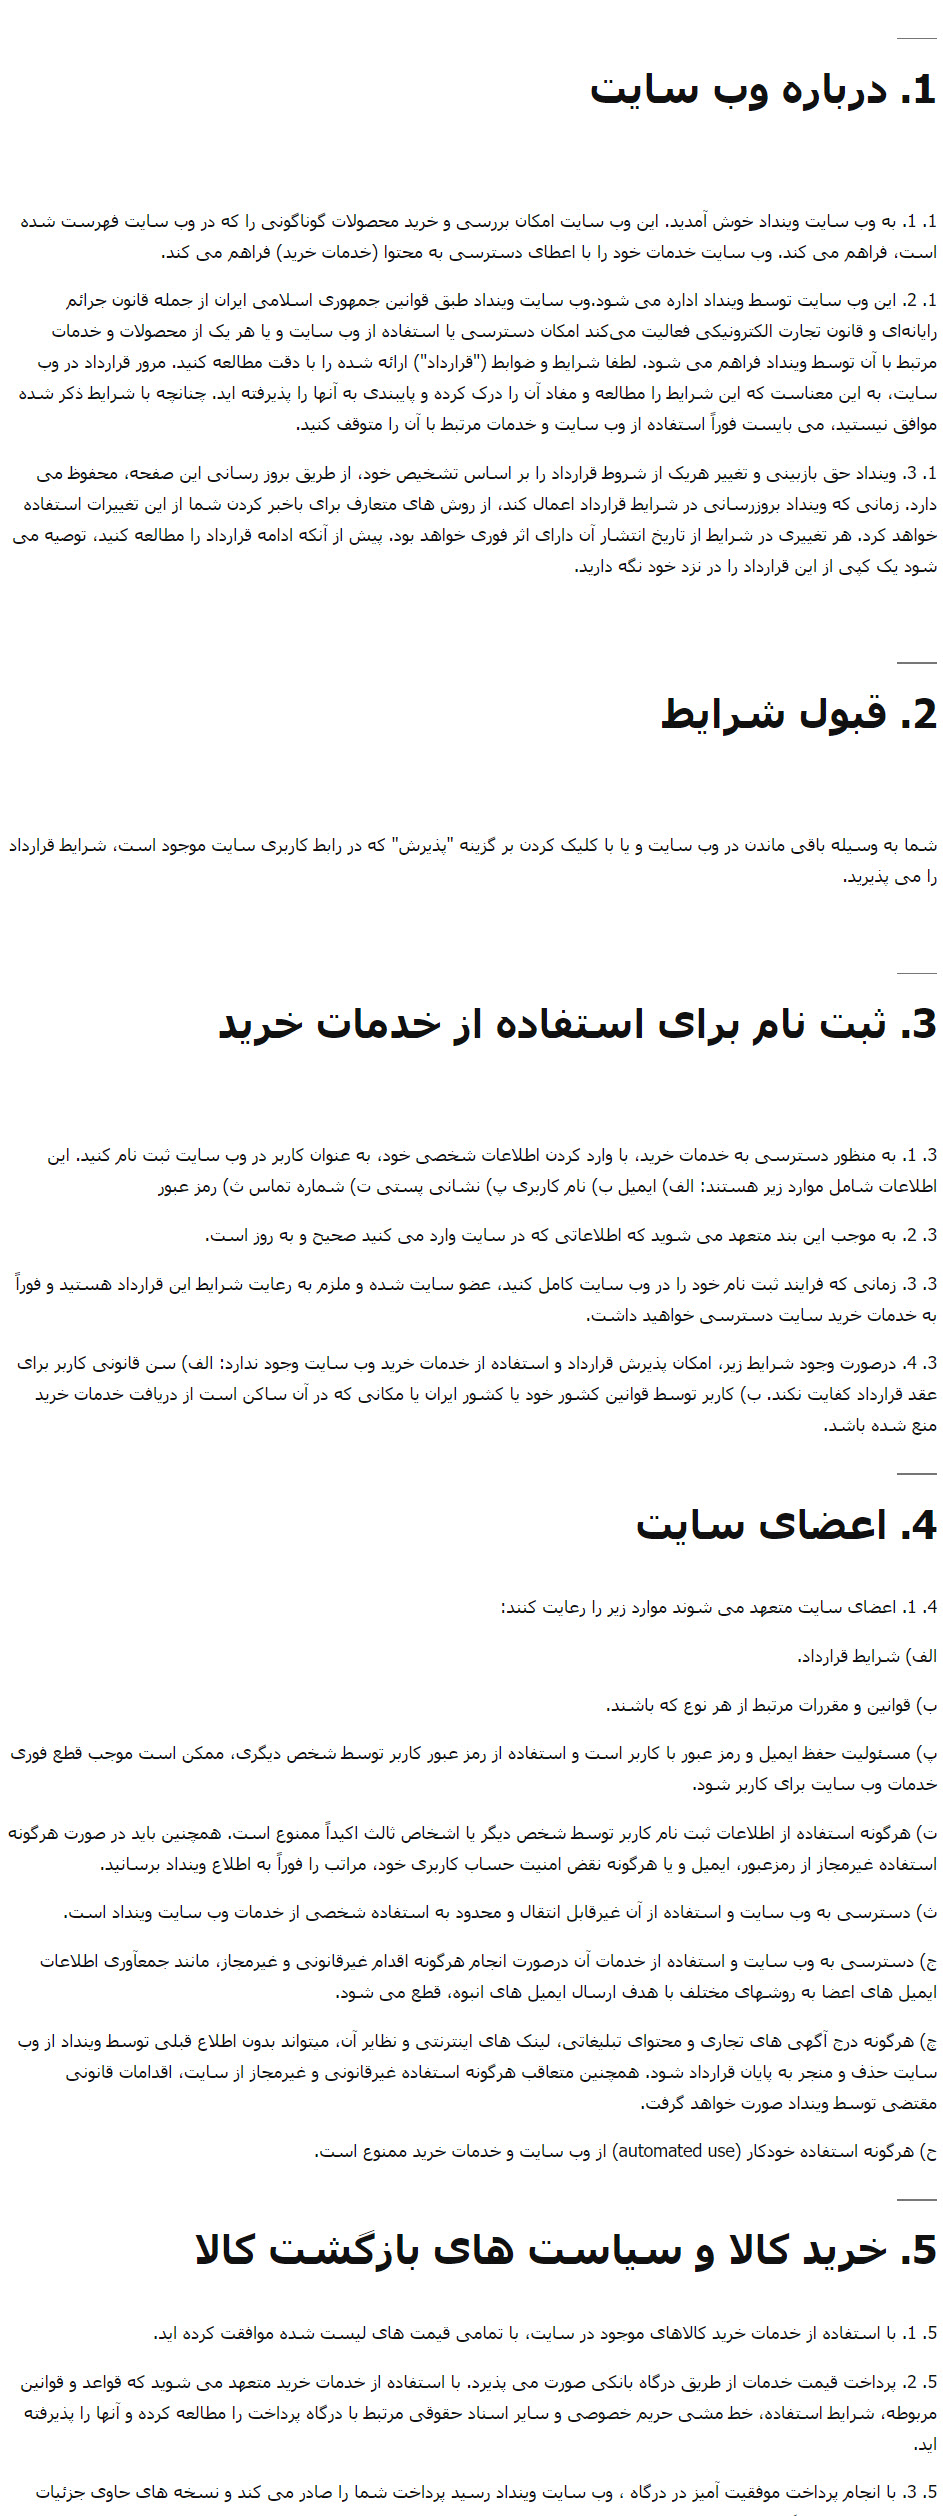 1. درباره وب سایت
1. 1. به وب سایت وینداد خوش آمدید. این وب سایت امکان بررسی و خرید محصولات گوناگونی را که در وب سایت فهرست شده
است، فراهم می کند. وب سایت خدمات خود را با اعطای دسترسی به محتوا (خدمات خرید) فراهم می کند.
1. 2. این وب سایت توسط وینداد اداره می شود.وب سایت وینداد طبق قوانین جمهوری اسلامی ایران از جمله قانون جرائم
رایانه‌ای و قانون تجارت الکترونیکی فعالیت می‌کند امکان دسترسی یا استفاده از وب سایت و یا هر یک از محصولات و خدمات
مرتبط با آن توسط وینداد فراهم می شود. لطفا شرایط و ضوابط ("قرارداد") ارائه شده را با دقت مطالعه کنید. مرور قرارداد در وب
سایت، به این معناست که این شرایط را مطالعه و مفاد آن را درک کرده و پایبندی به آنها را پذیرفته اید. چنانچه با شرایط ذکر شده
موافق نیستید، می بایست فوراً استفاده از وب سایت و خدمات مرتبط با آن را متوقف کنید.
1. 3. وینداد حق بازبینی و تغییر هریک از شروط قرارداد را بر اساس تشخیص خود، از طریق بروز رسانی این صفحه، محفوظ می
دارد. زمانی که وینداد بروزرسانی در شرایط قرارداد اعمال کند، از روش های متعارف برای باخبر کردن شما از این تغییرات استفاده
خواهد کرد. هر تغییری در شرایط از تاریخ انتشار آن دارای اثر فوری خواهد بود. پیش از آنکه ادامه قرارداد را مطالعه کنید، توصیه می
شود یک کپی از این قرارداد را در نزد خود نگه دارید.
2. قبول شرایط
شما به وسیله باقی ماندن در وب سایت و یا با کلیک کردن بر گزینه "پذیرش" که در رابط کاربری سایت موجود است، شرایط قرارداد
را می پذیرید.
3. ثبت نام برای استفاده از خدمات خرید
3. 1. به منظور دسترسی به خدمات خرید، با وارد کردن اطلاعات شخصی خود، به عنوان کاربر در وب سایت ثبت نام کنید. این
اطلاعات شامل موارد زیر هستند: الف) ایمیل ب) نام کاربری پ) نشانی پستی ت) شماره تماس ث) رمز عبور
3. 2. به موجب این بند متعهد می شوید که اطلاعاتی که در سایت وارد می کنید صحیح و به روز است.
3. 3. زمانی که فرایند ثبت نام خود را در وب سایت کامل کنید، عضو سایت شده و ملزم به رعایت شرایط این قرارداد هستید و فوراً
به خدمات خرید سایت دسترسی خواهید داشت.
3. 4. درصورت وجود شرایط زیر، امکان پذیرش قرارداد و استفاده از خدمات خرید وب سایت وجود ندارد: الف) سن قانونی کاربر برای
عقد قرارداد کفایت نکند. ب) کاربر توسط قوانین کشور خود یا کشور ایران یا مکانی که در آن ساکن است از دریافت خدمات خرید
منع شده باشد.
4. اعضای سایت
4. 1. اعضای سایت متعهد می شوند موارد زیر را رعایت کنند:
الف) شرایط قرارداد.
ب) قوانین و مقررات مرتبط از هر نوع که باشند.
پ) مسئولیت حفظ ایمیل و رمز عبور با کاربر است و استفاده از رمز عبور کاربر توسط شخص دیگری، ممکن است موجب قطع فوری
خدمات وب سایت برای کاربر شود.
ت) هرگونه استفاده از اطلاعات ثبت نام کاربر توسط شخص دیگر یا اشخاص ثالث اکیداً ممنوع است. همچنین باید در صورت هرگونه
استفاده غیرمجاز از رمزعبور، ایمیل و یا هرگونه نقض امنیت حساب کاربری خود، مراتب را فوراً به اطلاع وینداد برسانید.
ث) دسترسی به وب سایت و استفاده از آن غیرقابل انتقال و محدود به استفاده شخصی از خدمات وب سایت وینداد است.
ج) دسترسی به وب سایت و استفاده از خدمات آن درصورت انجام هرگونه اقدام غیرقانونی و غیرمجاز، مانند جمعآوری اطلاعات
ایمیل های اعضا به روشهای مختلف با هدف ارسال ایمیل های انبوه، قطع می شود.
چ) هرگونه درج آگهی های تجاری و محتوای تبلیغاتی، لینک های اینترنتی و نظایر آن، میتواند بدون اطلاع قبلی توسط وینداد از وب
سایت حذف و منجر به پایان قرارداد شود. همچنین متعاقب هرگونه استفاده غیرقانونی و غیرمجاز از سایت، اقدامات قانونی
مقتضی توسط وینداد صورت خواهد گرفت.
ح) هرگونه استفاده خودکار (automated use) از وب سایت و خدمات خرید ممنوع است.
5. خرید کالا و سیاست های بازگشت کالا
5. 1. با استفاده از خدمات خرید کالاهای موجود در سایت، با تمامی قیمت های لیست شده موافقت کرده اید.
5. 2. پرداخت قیمت خدمات از طریق درگاه بانکی صورت می پذیرد. با استفاده از خدمات خرید متعهد می شوید که قواعد و قوانین
مربوطه، شرایط استفاده، خط مشی حریم خصوصی و سایر اسناد حقوقی مرتبط با درگاه پرداخت را مطالعه کرده و آنها را پذیرفته
اید.
5. 3. با انجام پرداخت موفقیت آمیز در درگاه ، وب سایت وینداد رسید پرداخت شما را صادر می کند و نسخه های حاوی جزئیات